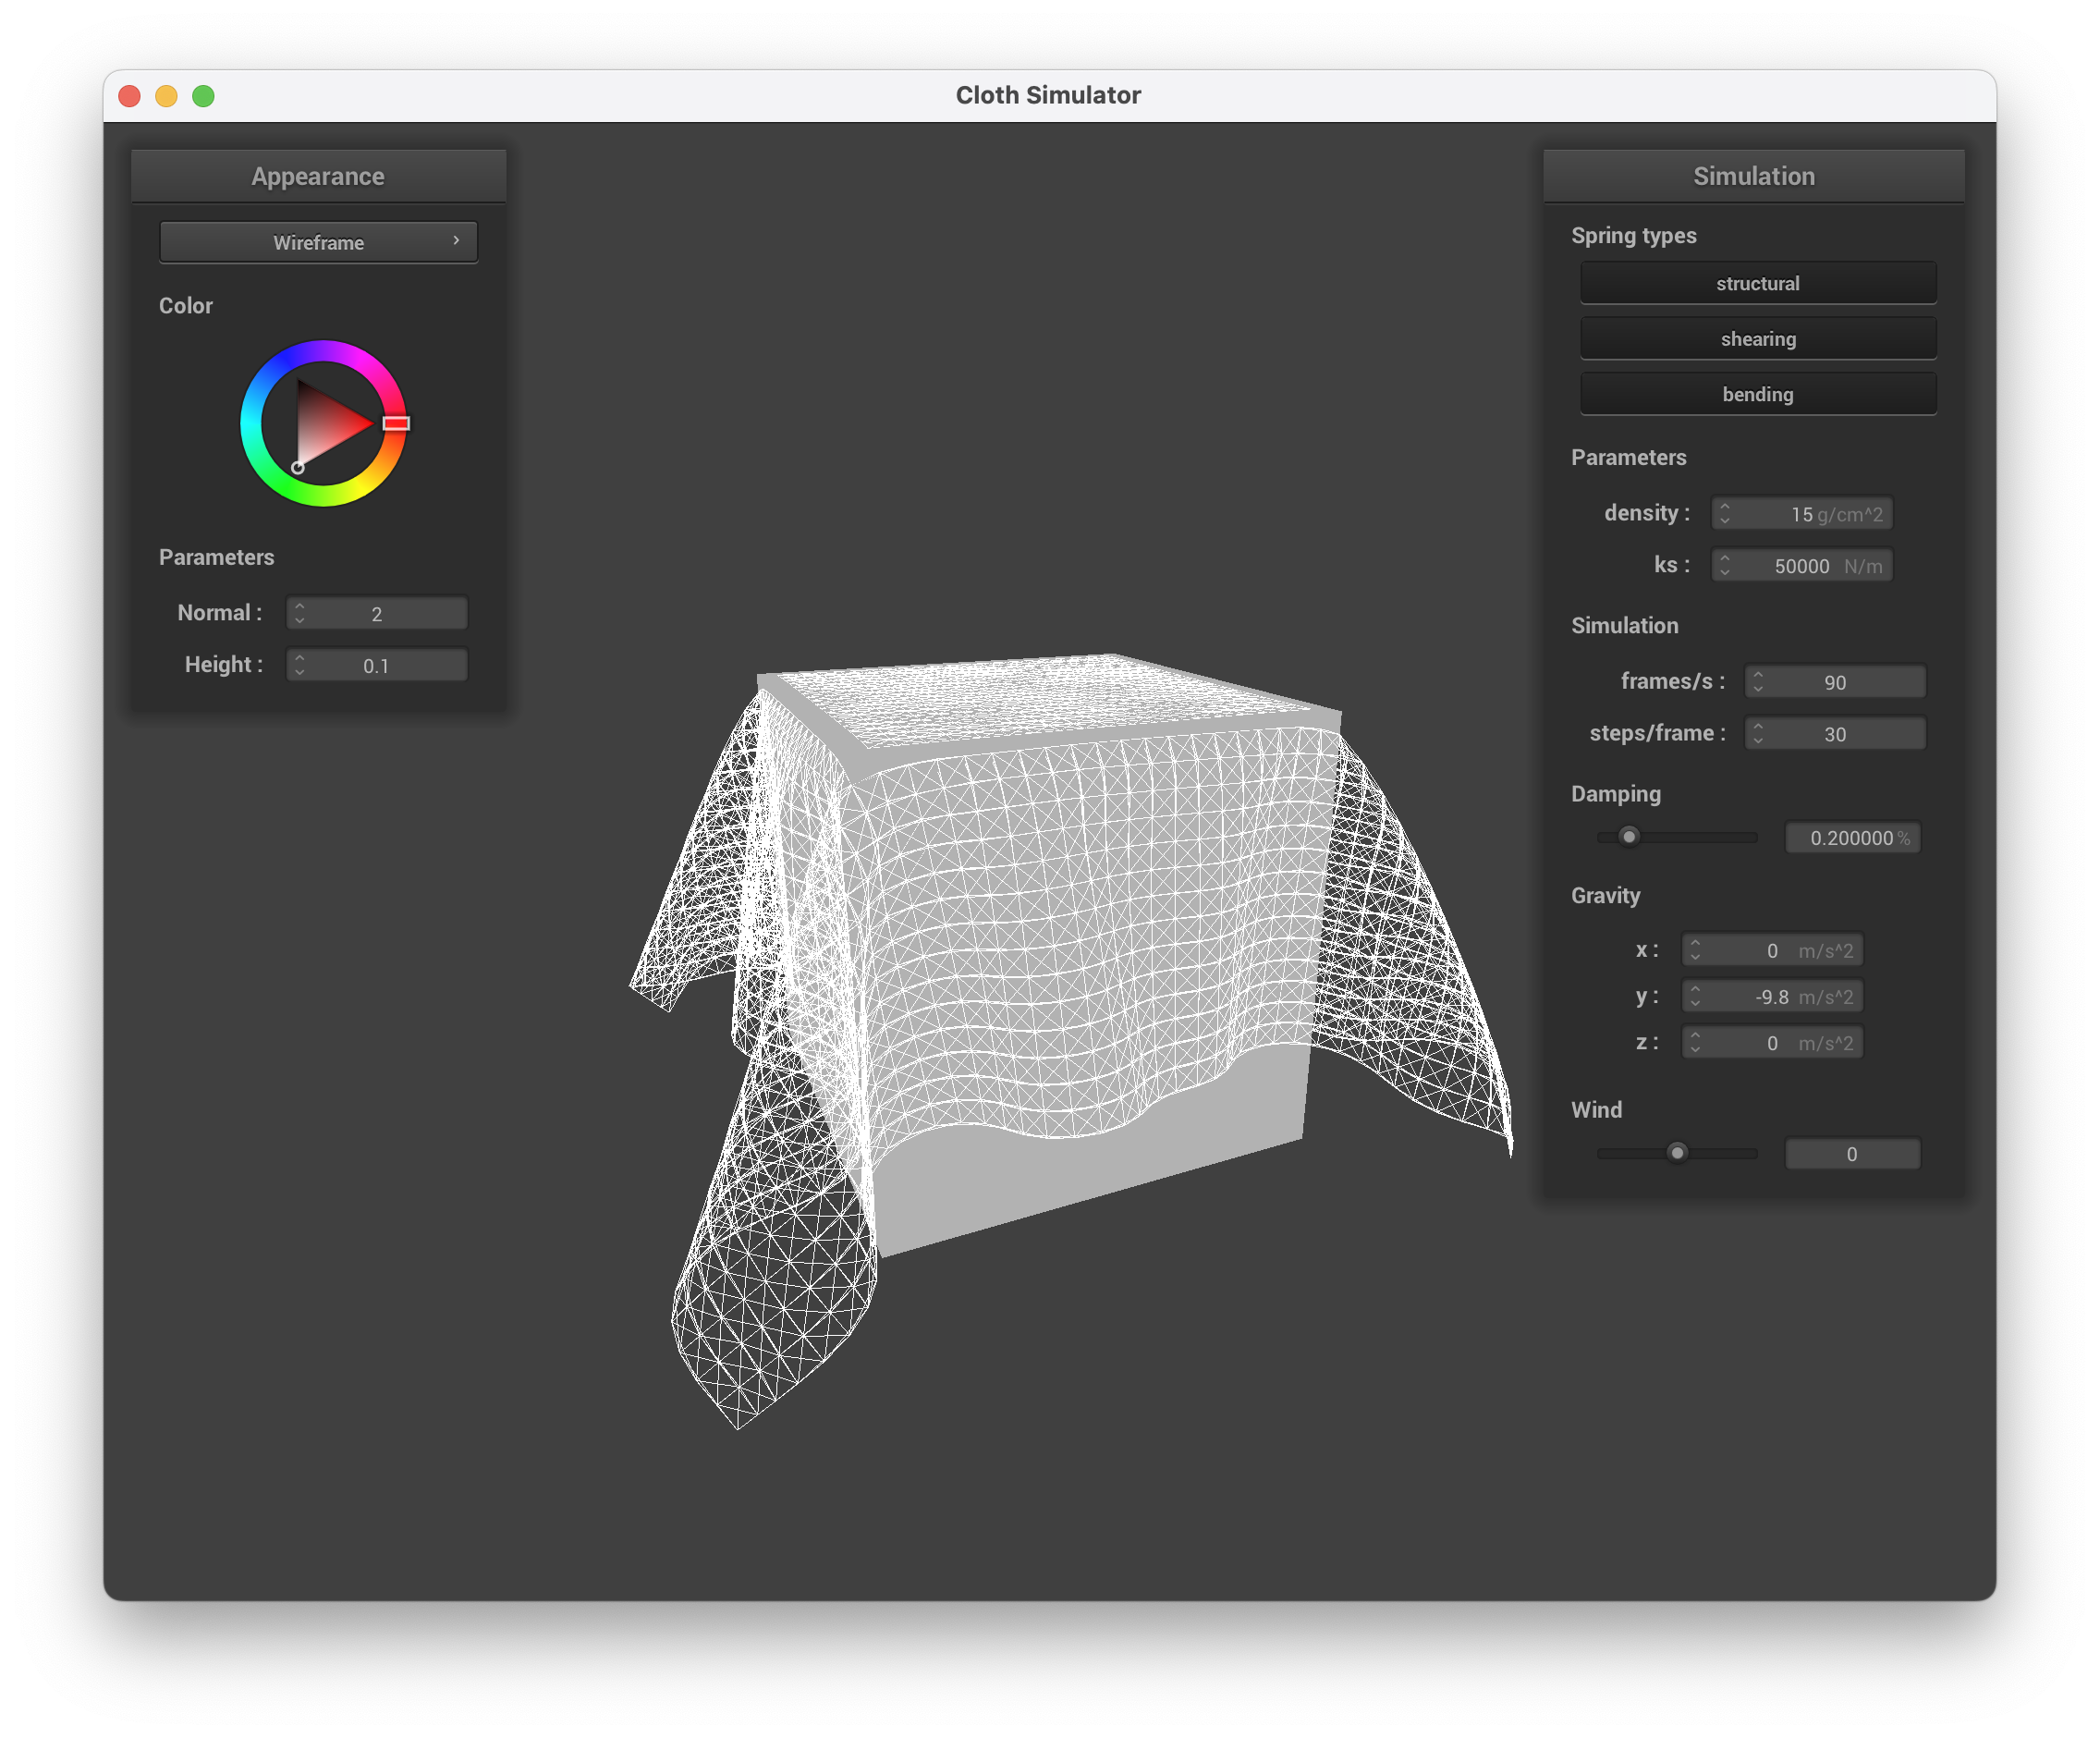 Cloth Simulator
Appearance
Wireframe
Color
Parameters
Normal : 2
Height : 0.1
Simulation
Spring types
structural
shearing
bending
Parameters
density : 15 g/cm^2
ks : 50000 N/m
Simulation
frames/s : 90
steps/frame : 30
Damping
0.200000 %
Gravity
x : 0 m/s^2
y : -9.8 m/s^2
z : 0 m/s^2
Wind
0